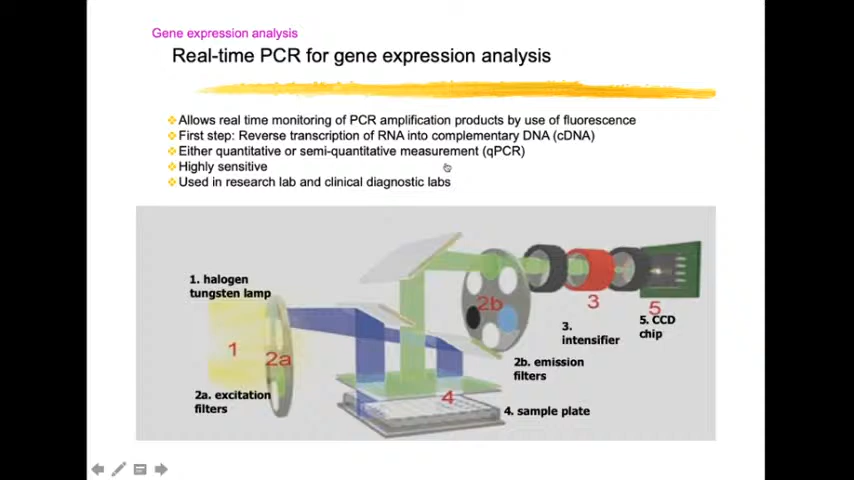 Gene expression analysis
Real-time PCR for gene expression analysis
Allows real time monitoring of PCR amplification products by use of fluorescence
First step: Reverse transcription of RNA into complementary DNA (cDNA)
Either quantitative or semi-quantitative measurement (qPCR)
Highly sensitive
Used in research lab and clinical diagnostic labs
1. halogen
tungsten lamp
1
2a
2a. excitation
filters
2b
3
5
3.
intensifier
5. CCD
chip
2b. emission
filters
4
4. sample plate